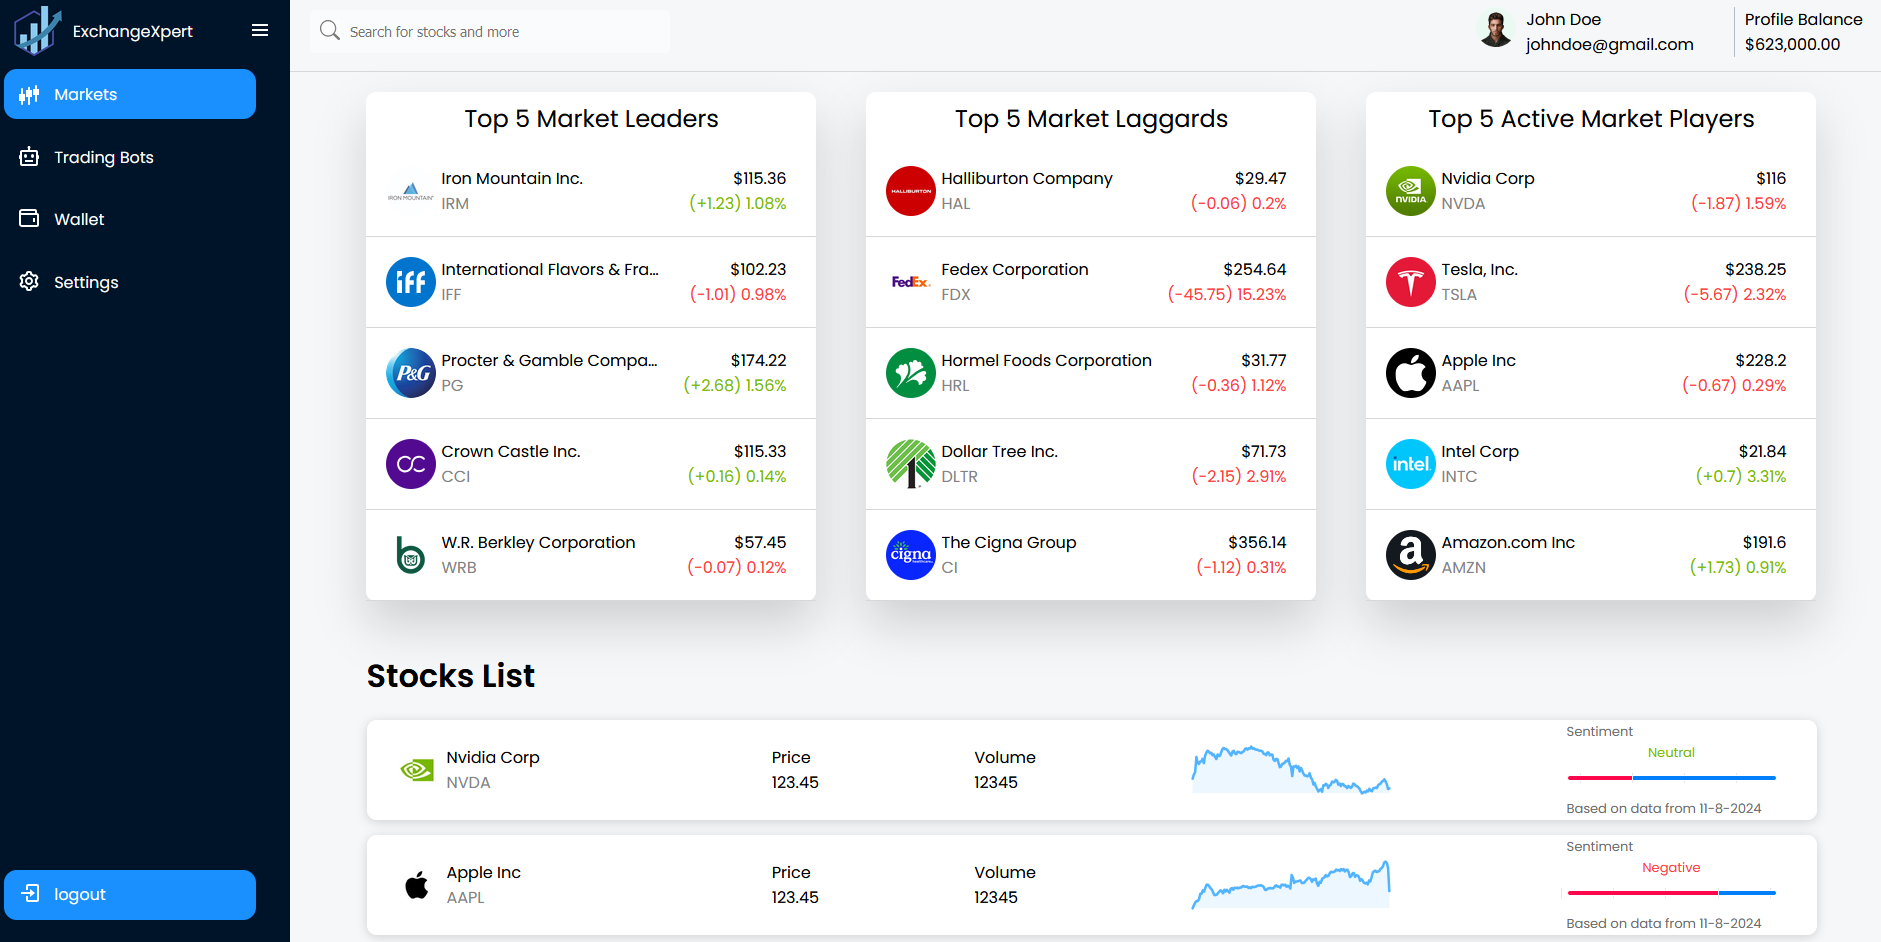 ExchangeXpert
Search for stocks and more
John Doe
johndoe@gmail.com
Profile Balance
$623,000.00
Markets
Trading Bots
Wallet
Settings
logout
Top 5 Market Leaders
IRON MOUNTAIN
Iron Mountain Inc.
$115.36
IRM
(+1.23) 1.08%
iff
International Flavors & Fra...
$102.23
IFF
(-1.01) 0.98%
P&G
Procter & Gamble Compa...
$174.22
PG
(+2.68) 1.56%
CC
Crown Castle Inc.
$115.33
CCI
(+0.16) 0.14%
b
W.R. Berkley Corporation
$57.45
WRB
(-0.07) 0.12%
Top 5 Market Laggards
HALLIBURTON
Halliburton Company
$29.47
HAL
(-0.06) 0.2%
FedEx
Fedex Corporation
$254.64
FDX
(-45.75) 15.23%
Hormel Foods Corporation
$31.77
HRL
(-0.36) 1.12%
Dollar Tree Inc.
$71.73
DLTR
(-2.15) 2.91%
cigna
healthcare
The Cigna Group
$356.14
CI
(-1.12) 0.31%
Top 5 Active Market Players
NVIDIA
Nvidia Corp
$116
NVDA
(-1.87) 1.59%
Tesla, Inc.
$238.25
TSLA
(-5.67) 2.32%
Apple Inc
$228.2
AAPL
(-0.67) 0.29%
intel
Intel Corp
$21.84
INTC
(+0.7) 3.31%
a
Amazon.com Inc
$191.6
AMZN
(+1.73) 0.91%
Stocks List
Nvidia Corp
NVDA
Price
123.45
Volume
12345
Sentiment
Neutral
Based on data from 11-8-2024
Apple Inc
AAPL
Price
123.45
Volume
12345
Sentiment
Negative
Based on data from 11-8-2024